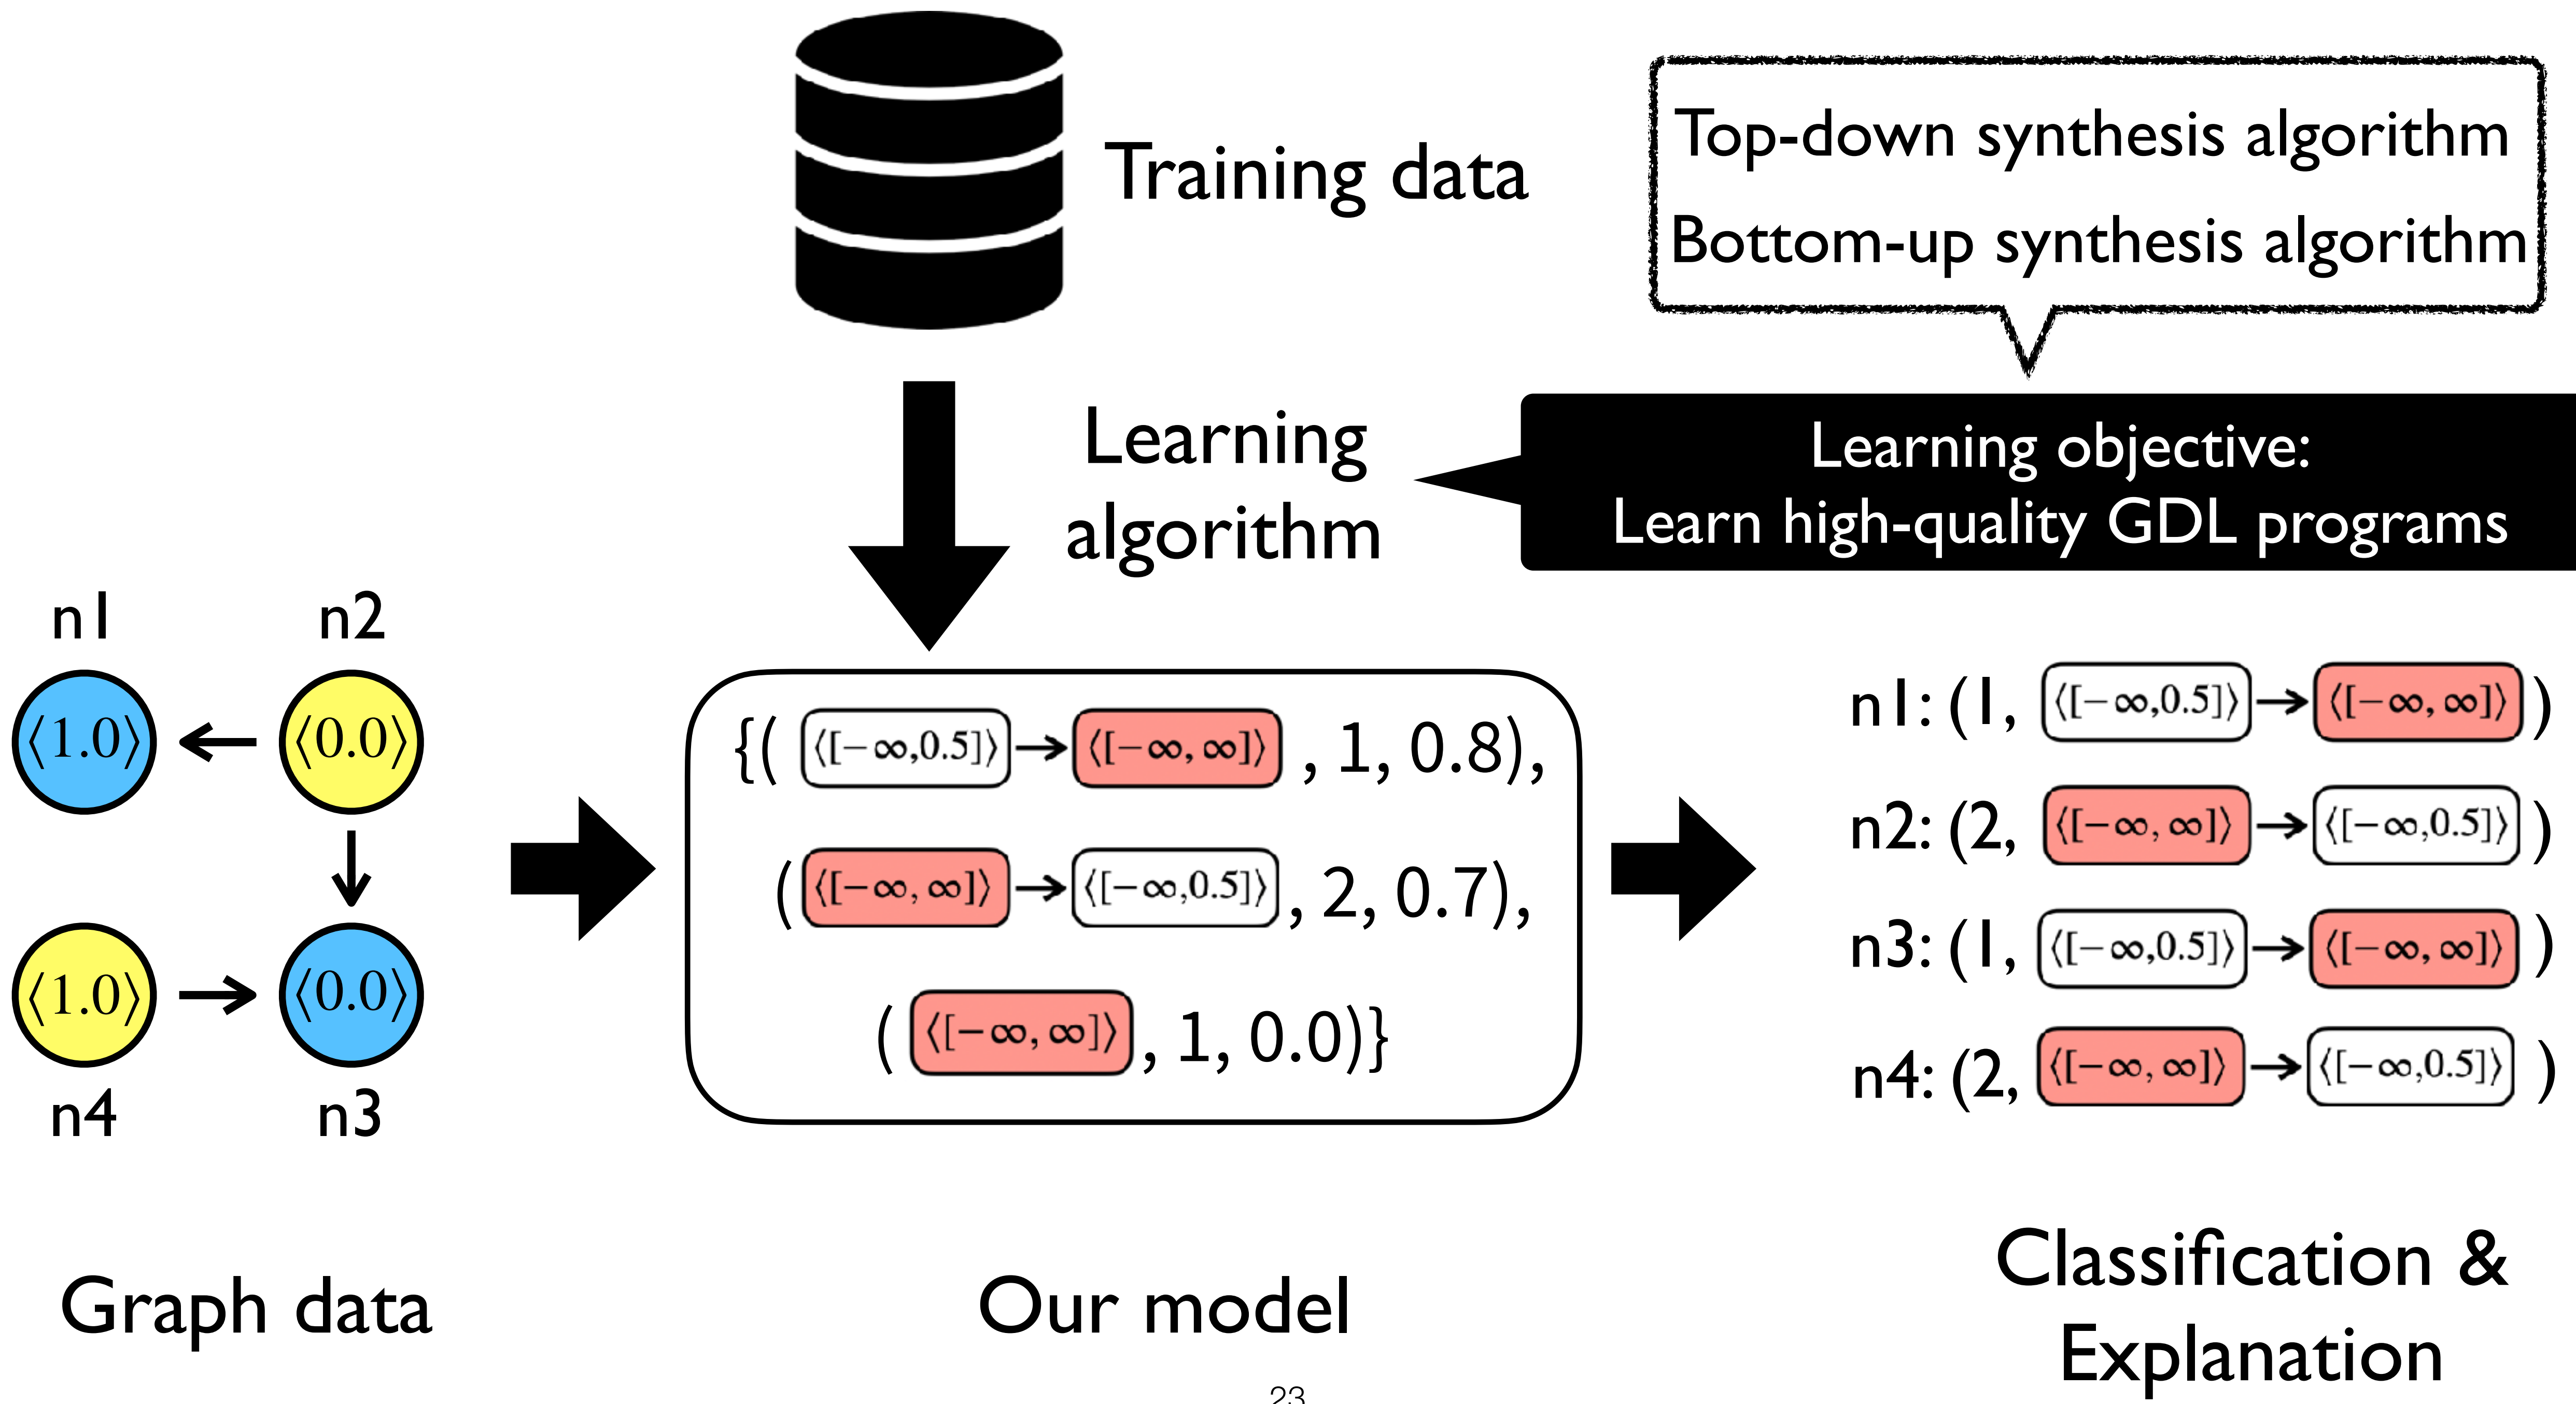 Training data
Top-down synthesis algorithm
Bottom-up synthesis algorithm
Learning
algorithm
Learning objective:
Learn high-quality GDL programs
n1 n2
⟨1.0⟩ ← ⟨0.0⟩
↓
⟨1.0⟩ → ⟨0.0⟩
n4 n3
{( ⟨[−∞,0.5]⟩ → ⟨[−∞, ∞]⟩ , 1, 0.8),
( ⟨[−∞, ∞]⟩ → ⟨[−∞,0.5]⟩ , 2, 0.7),
( ⟨[−∞, ∞]⟩ , 1, 0.0)}
n1: (1, ⟨[−∞,0.5]⟩ → ⟨[−∞, ∞]⟩ )
n2: (2, ⟨[−∞, ∞]⟩ → ⟨[−∞,0.5]⟩ )
n3: (1, ⟨[−∞,0.5]⟩ → ⟨[−∞, ∞]⟩ )
n4: (2, ⟨[−∞, ∞]⟩ → ⟨[−∞,0.5]⟩ )
Graph data
Our model
Classification &
Explanation
23